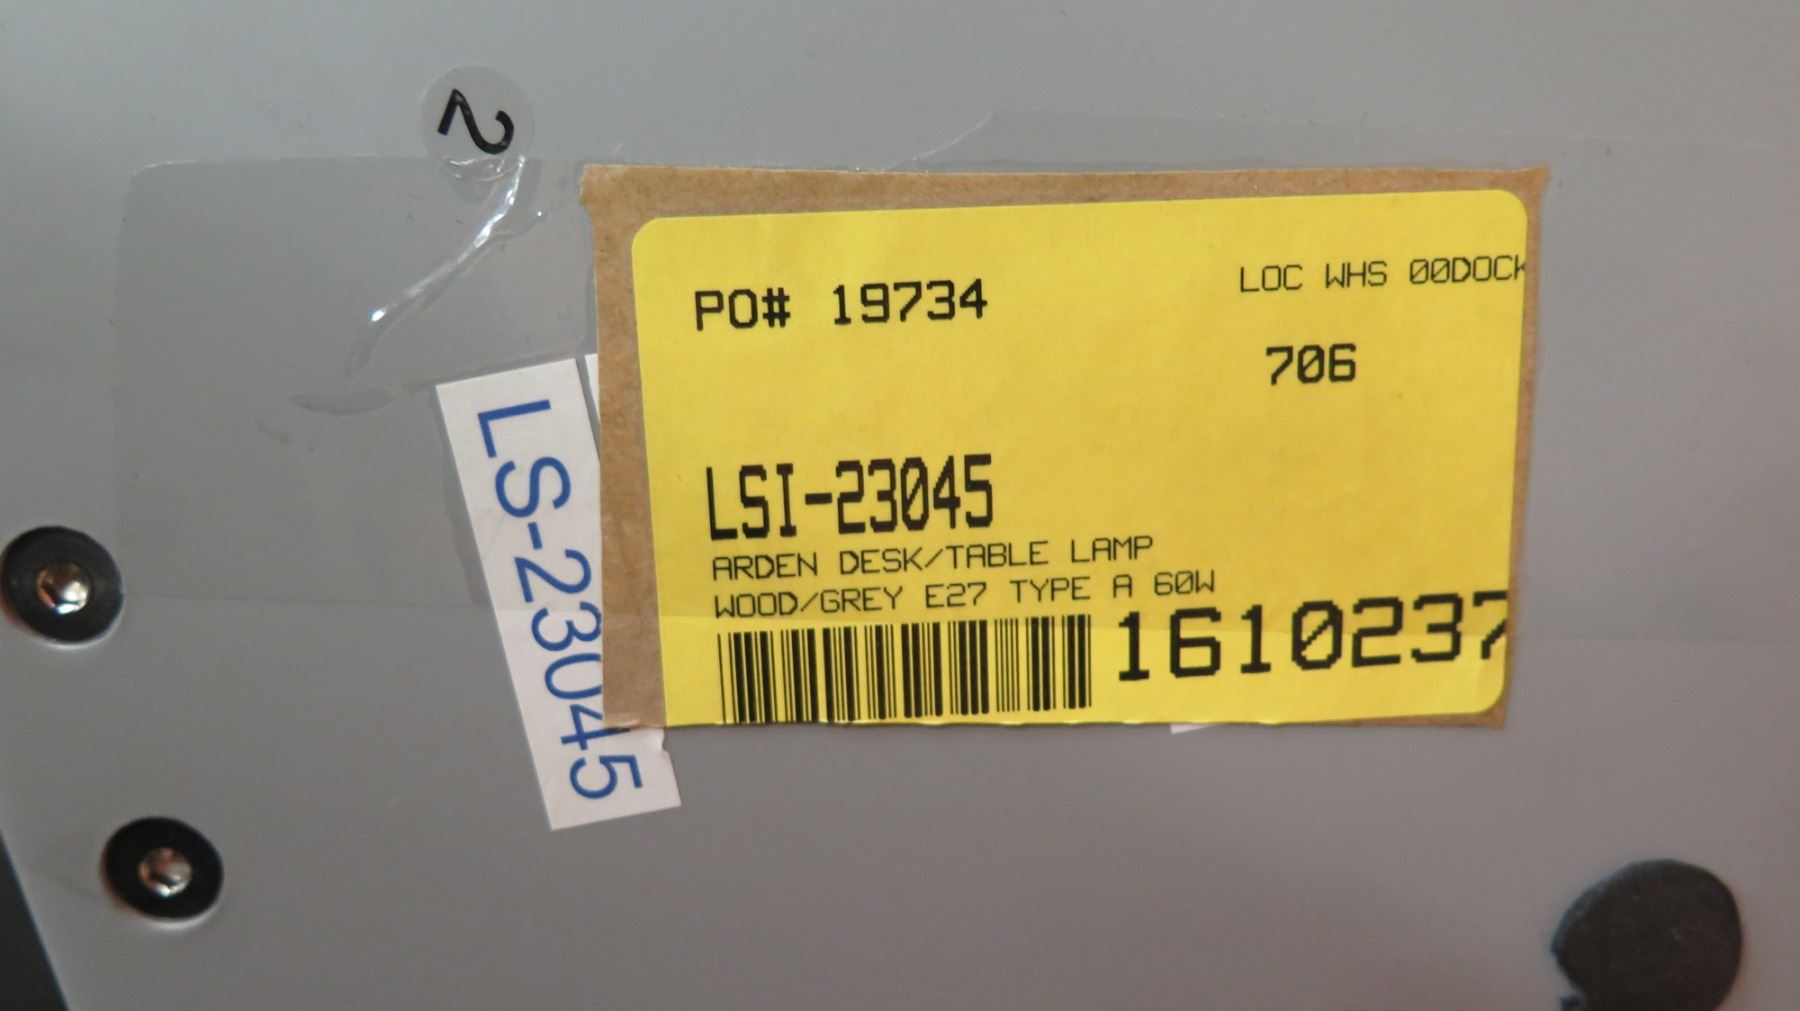 2
PO# 19734
LOC WHS 00DOCK
706
LSI-23045
ARDEN DESK/TABLE LAMP
WOOD/GREY E27 TYPE A 60W
1610237
LS-23045